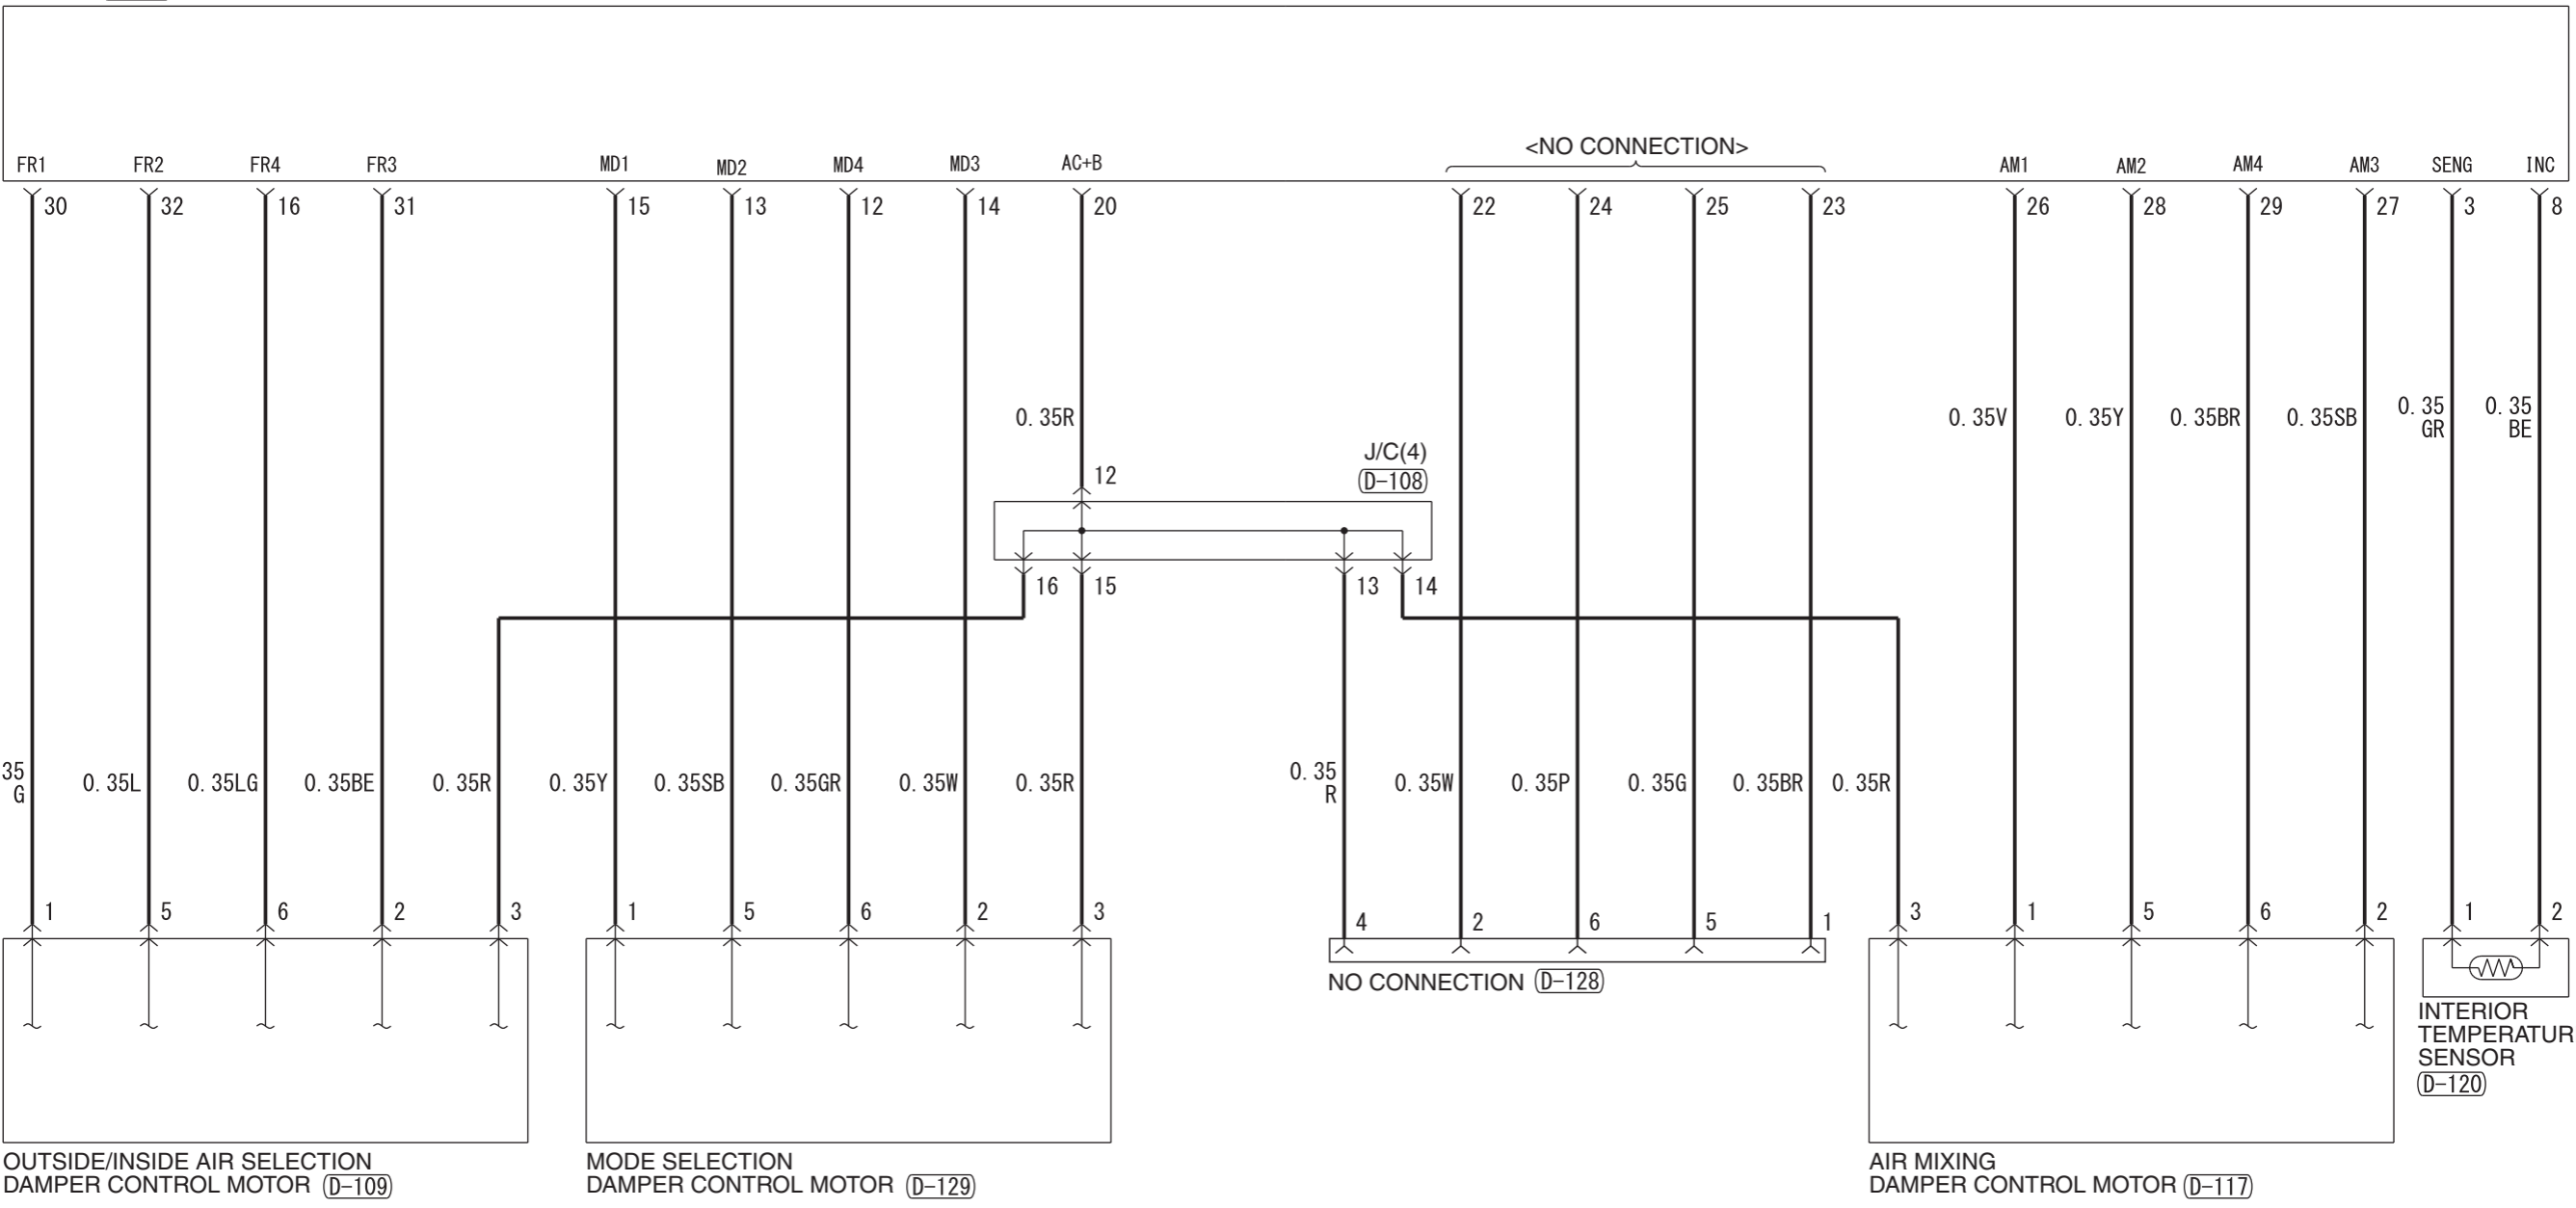 <NO CONNECTION>
FR1 FR2 FR4 FR3 MD1 MD2 MD4 MD3 AC+B AM1 AM2 AM4 AM3 SENG INC
30 32 16 31 15 13 12 14 20 22 24 25 23 26 28 29 27 3 8
0.35R 0.35V 0.35Y 0.35BR 0.35SB 0.35 GR 0.35 BE
J/C(4)
12 D-108
16 15 13 14
35 G 0.35L 0.35LG 0.35BE 0.35R 0.35Y 0.35SB 0.35GR 0.35W 0.35R 0.35 R 0.35W 0.35P 0.35G 0.35BR 0.35R
1 5 6 2 3 1 5 6 2 3 4 2 6 5 1 3 1 5 6 2 1 2
NO CONNECTION D-128
INTERIOR
TEMPERATUR
SENSOR
D-120
OUTSIDE/INSIDE AIR SELECTION
DAMPER CONTROL MOTOR D-109
MODE SELECTION
DAMPER CONTROL MOTOR D-129
AIR MIXING
DAMPER CONTROL MOTOR D-117